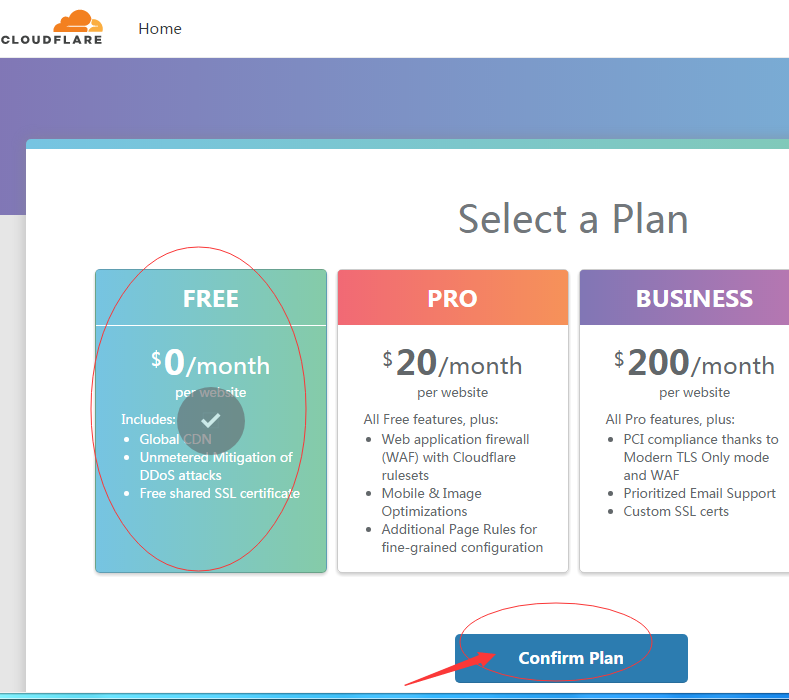 CLOUDFLARE
Home
Select a Plan
FREE
$0/month
per website
Includes:
Global CDN
Unmetered Mitigation of
DDoS attacks
Free shared SSL certificate
PRO
$20/month
per website
All Free features, plus:
Web application firewall
(WAF) with Cloudflare
rulesets
Mobile & Image
Optimizations
Additional Page Rules for
fine-grained configuration
BUSINESS
$200/month
per website
All Pro features, plus:
PCI compliance thanks to
Modern TLS Only mode
and WAF
Prioritized Email Support
Custom SSL certs
Confirm Plan